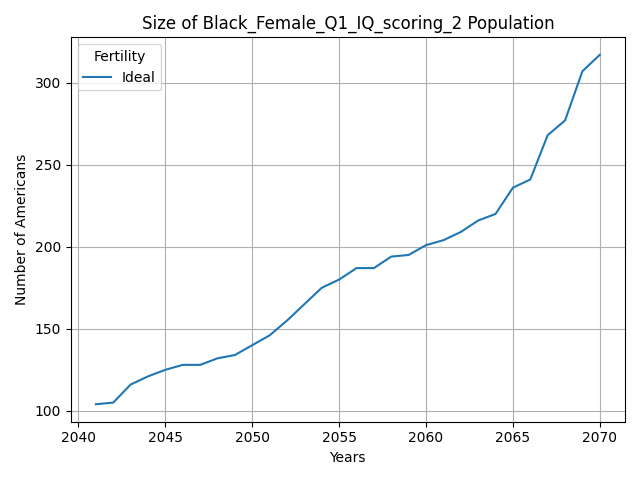 Size of Black_Female_Q1_IQ_scoring_2 Population
Fertility
Ideal
Number of Americans
300
250
200
150
100
2040 2045 2050 2055 2060 2065 2070
Years